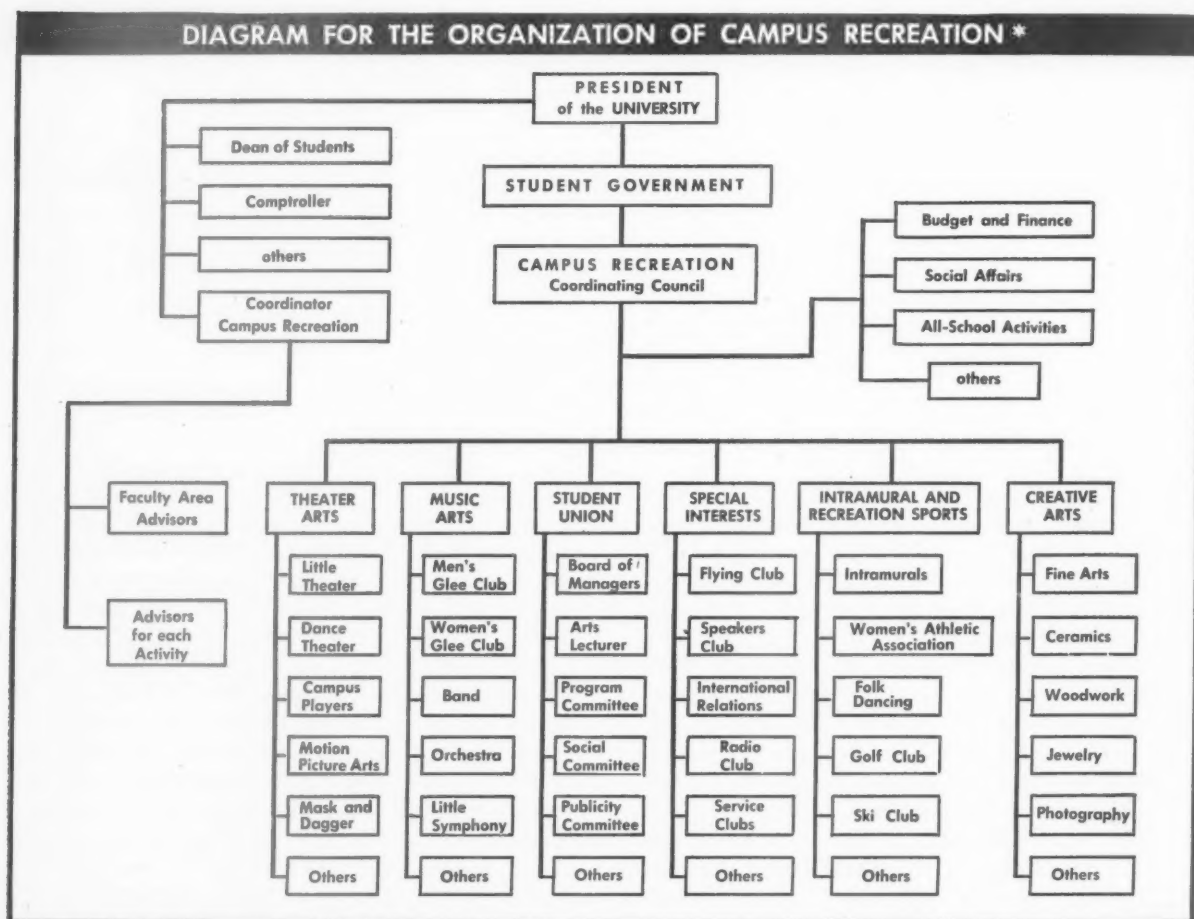 DIAGRAM FOR THE ORGANIZATION OF CAMPUS RECREATION *
PRESIDENT
of the UNIVERSITY
Dean of Students
Comptroller
others
Coordinator
Campus Recreation
STUDENT GOVERNMENT
CAMPUS RECREATION
Coordinating Council
Budget and Finance
Social Affairs
All-School Activities
others
Faculty Area
Advisors
Advisors
for each
Activity
THEATER
ARTS
Little
Theater
Dance
Theater
Campus
Players
Motion
Picture Arts
Mask and
Dagger
Others
MUSIC
ARTS
Men's
Glee Club
Women's
Glee Club
Band
Orchestra
Little
Symphony
Others
STUDENT
UNION
Board of
Managers
Arts
Lecturer
Program
Committee
Social
Committee
Publicity
Committee
Others
SPECIAL
INTERESTS
Flying Club
Speakers
Club
International
Relations
Radio
Club
Service
Clubs
Others
INTRAMURAL AND
RECREATION SPORTS
Intramurals
Women's Athletic
Association
Folk
Dancing
Golf Club
Ski Club
Others
CREATIVE
ARTS
Fine Arts
Ceramics
Woodwork
Jewelry
Photography
Others